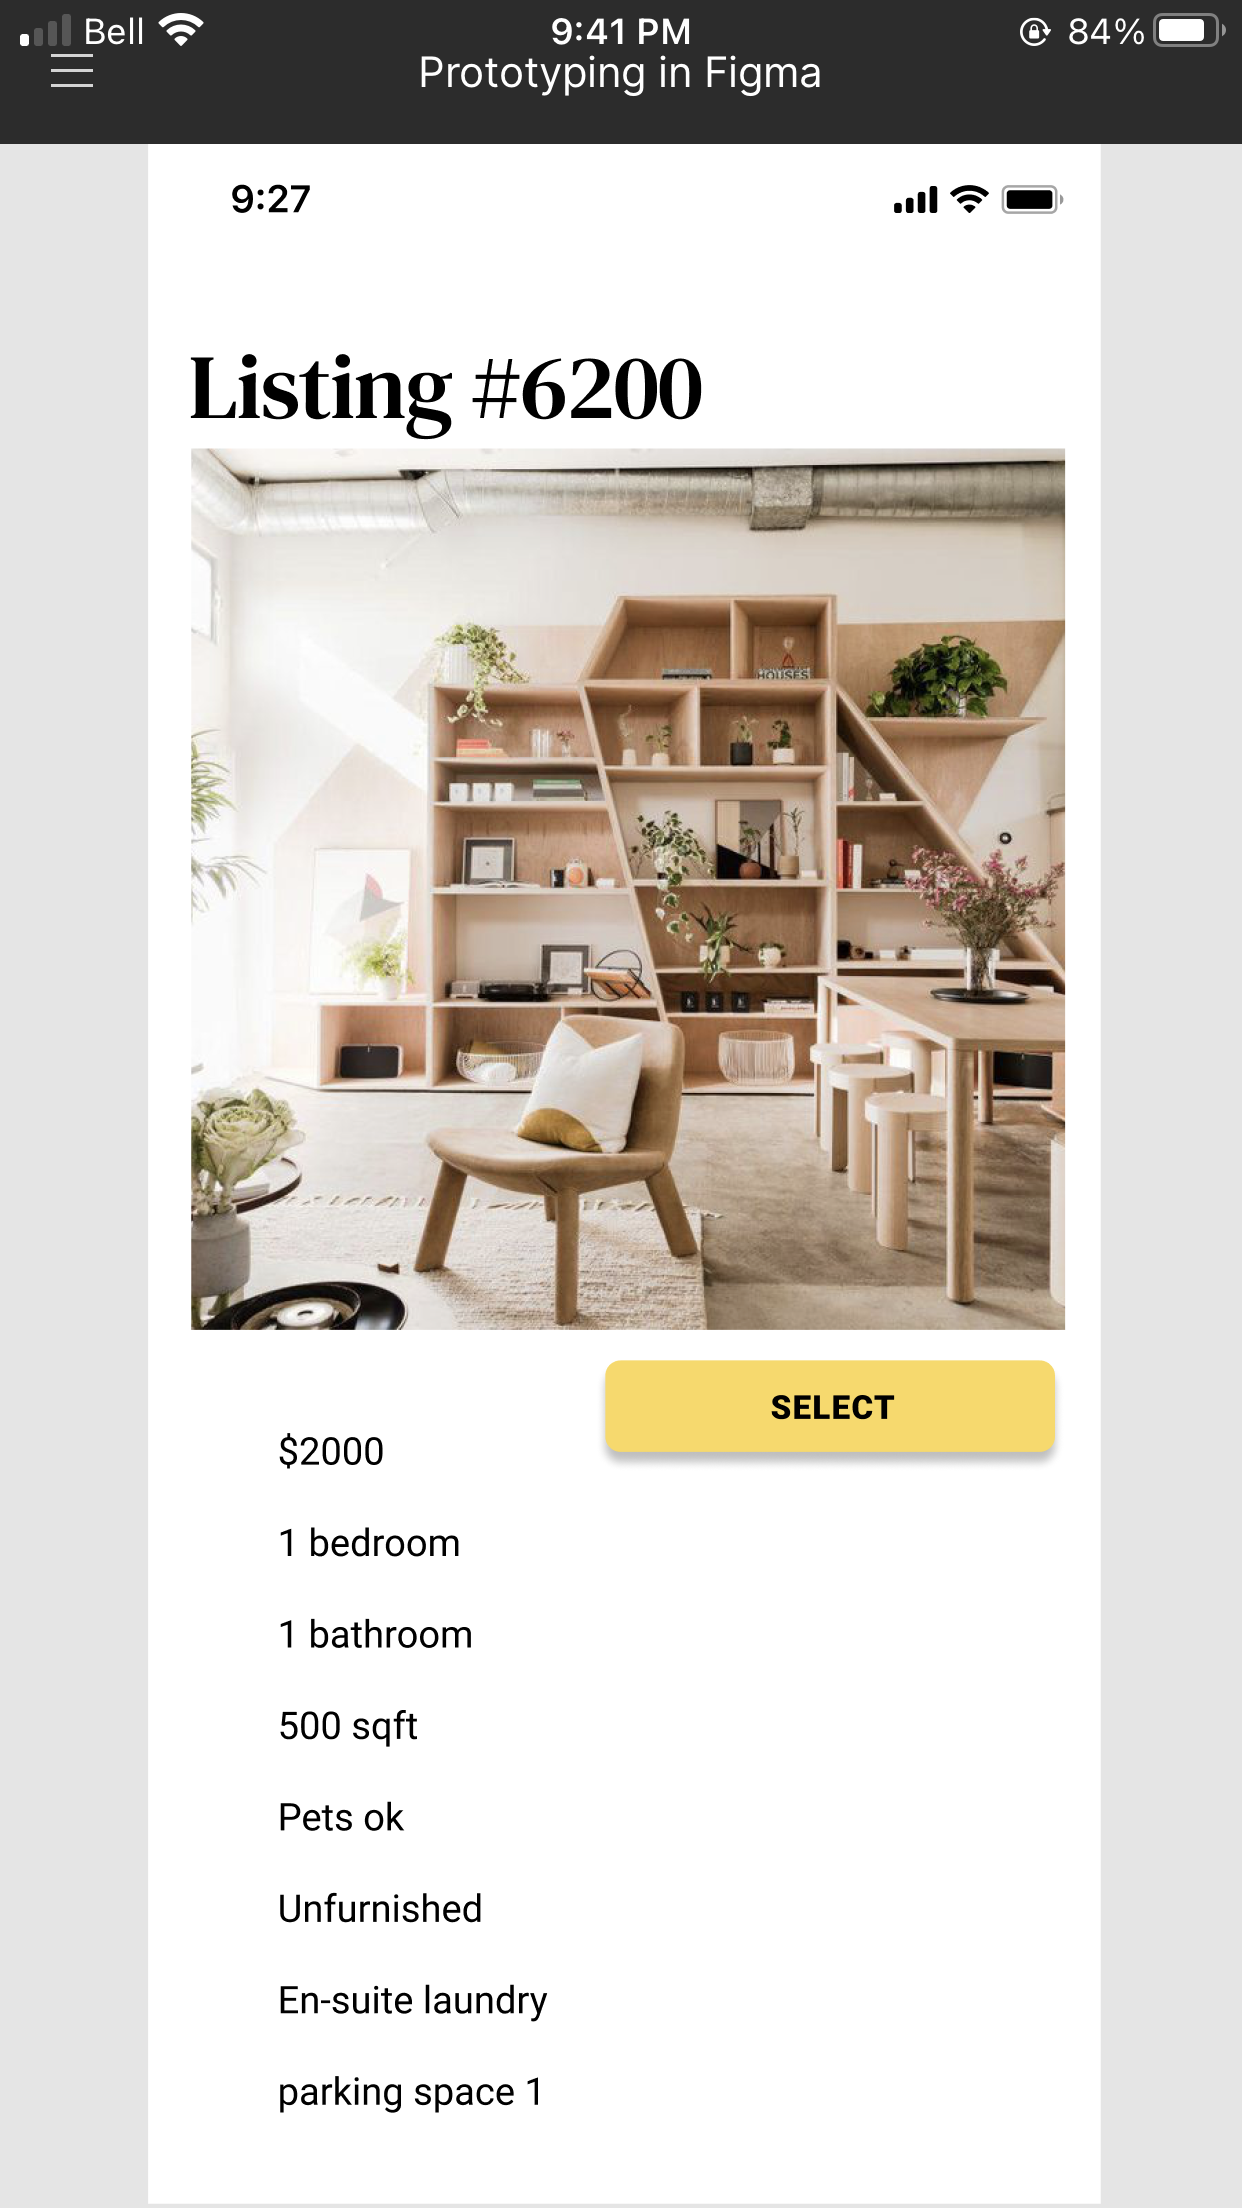 Bell 9:41 PM 84%
Prototyping in Figma
9:27
Listing #6200
HOUSES
SELECT
$2000
1 bedroom
1 bathroom
500 sqft
Pets ok
Unfurnished
En-suite laundry
parking space 1